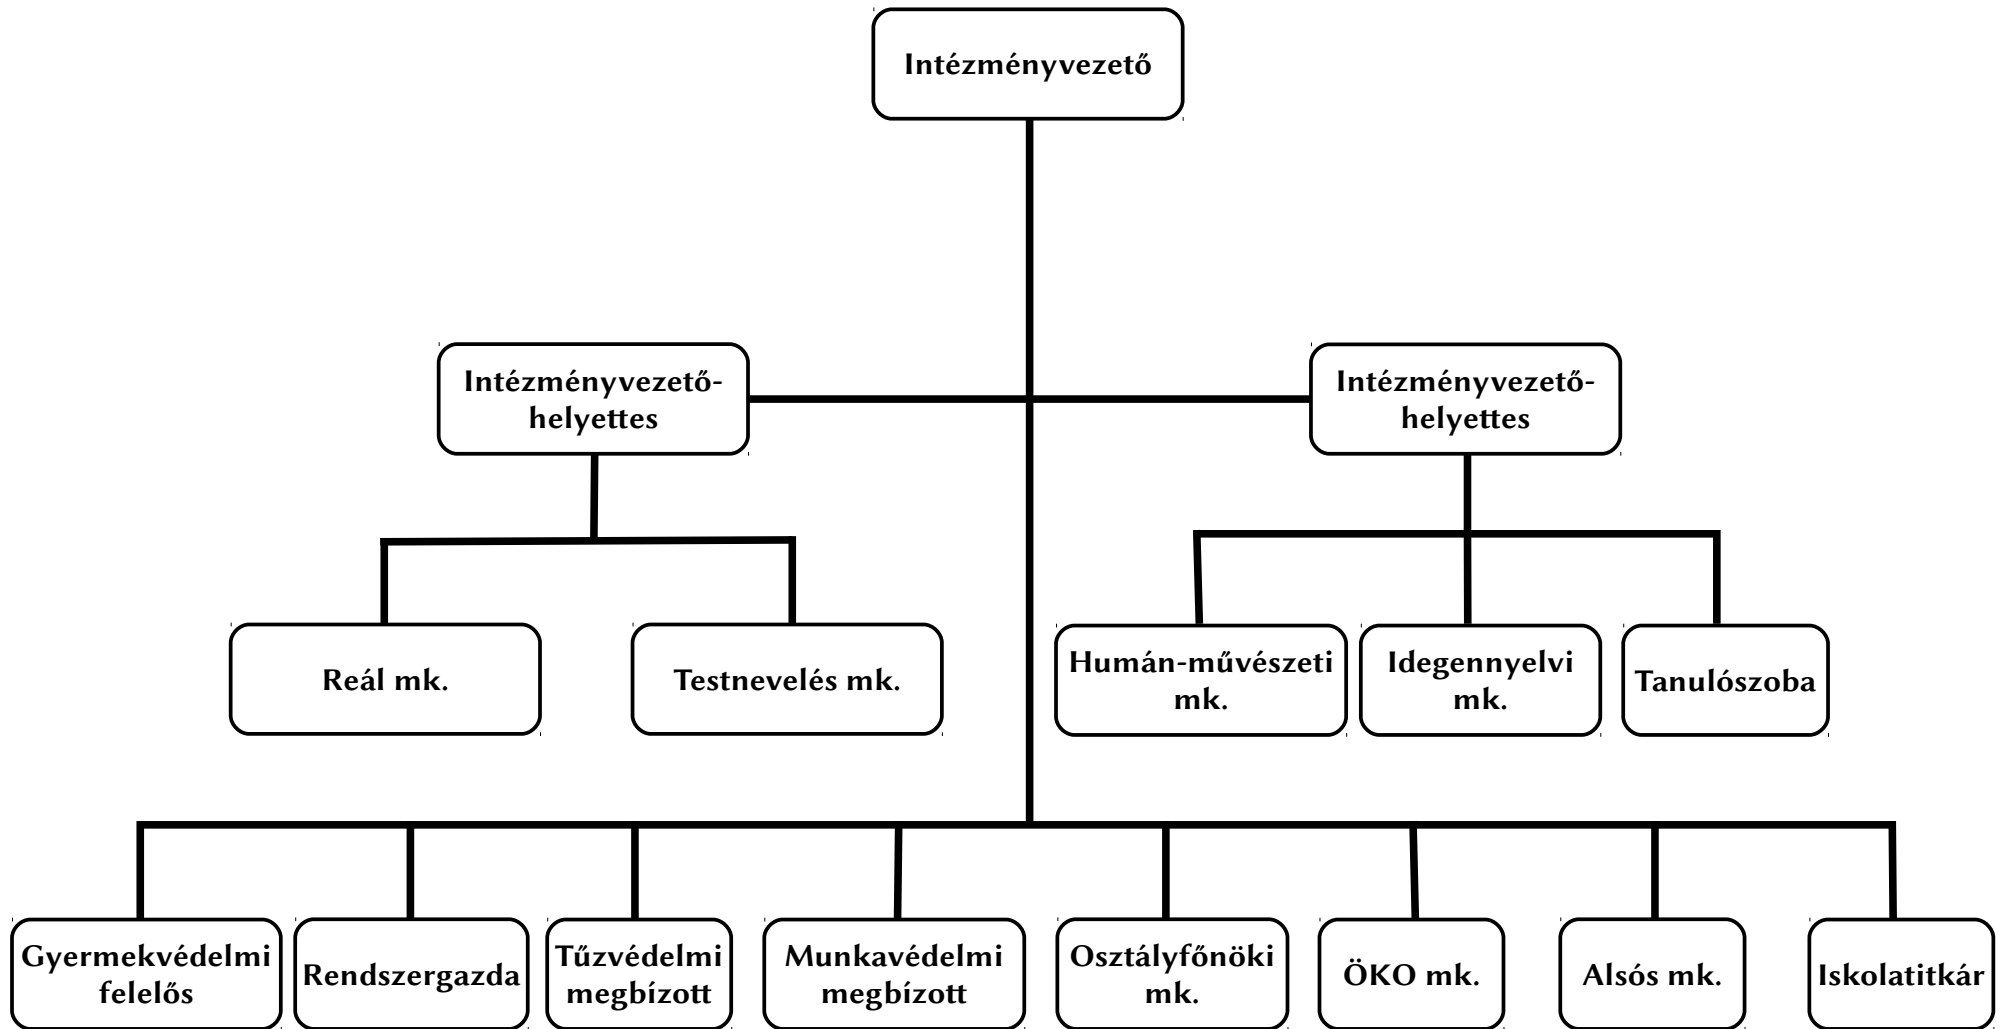 Intézményvezető
Intézményvezető-
helyettes
Intézményvezető-
helyettes
Reál mk.
Testnevelés mk.
Humán-művészeti
mk.
Idegennyelvi
mk.
Tanulószoba
Gyermekvédelmi
felelős
Rendszergazda
Tűzvédelmi
megbízott
Munkavédelmi
megbízott
Osztályfőnöki
mk.
ÖKO mk.
Alsós mk.
Iskolatitkár